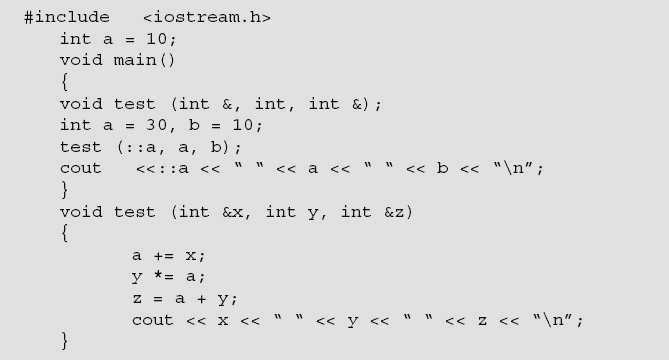 #include <iostream.h>
int a = 10;
void main()
{
void test (int &, int, int &);
int a = 30, b = 10;
test (::a, a, b);
cout <<::a << “ ” << a << “ ” << b << “\n”;
}
void test (int &x, int y, int &z)
{
a += x;
y *= a;
z = a + y;
cout << x << “ ” << y << “ ” << z << “\n”;
}